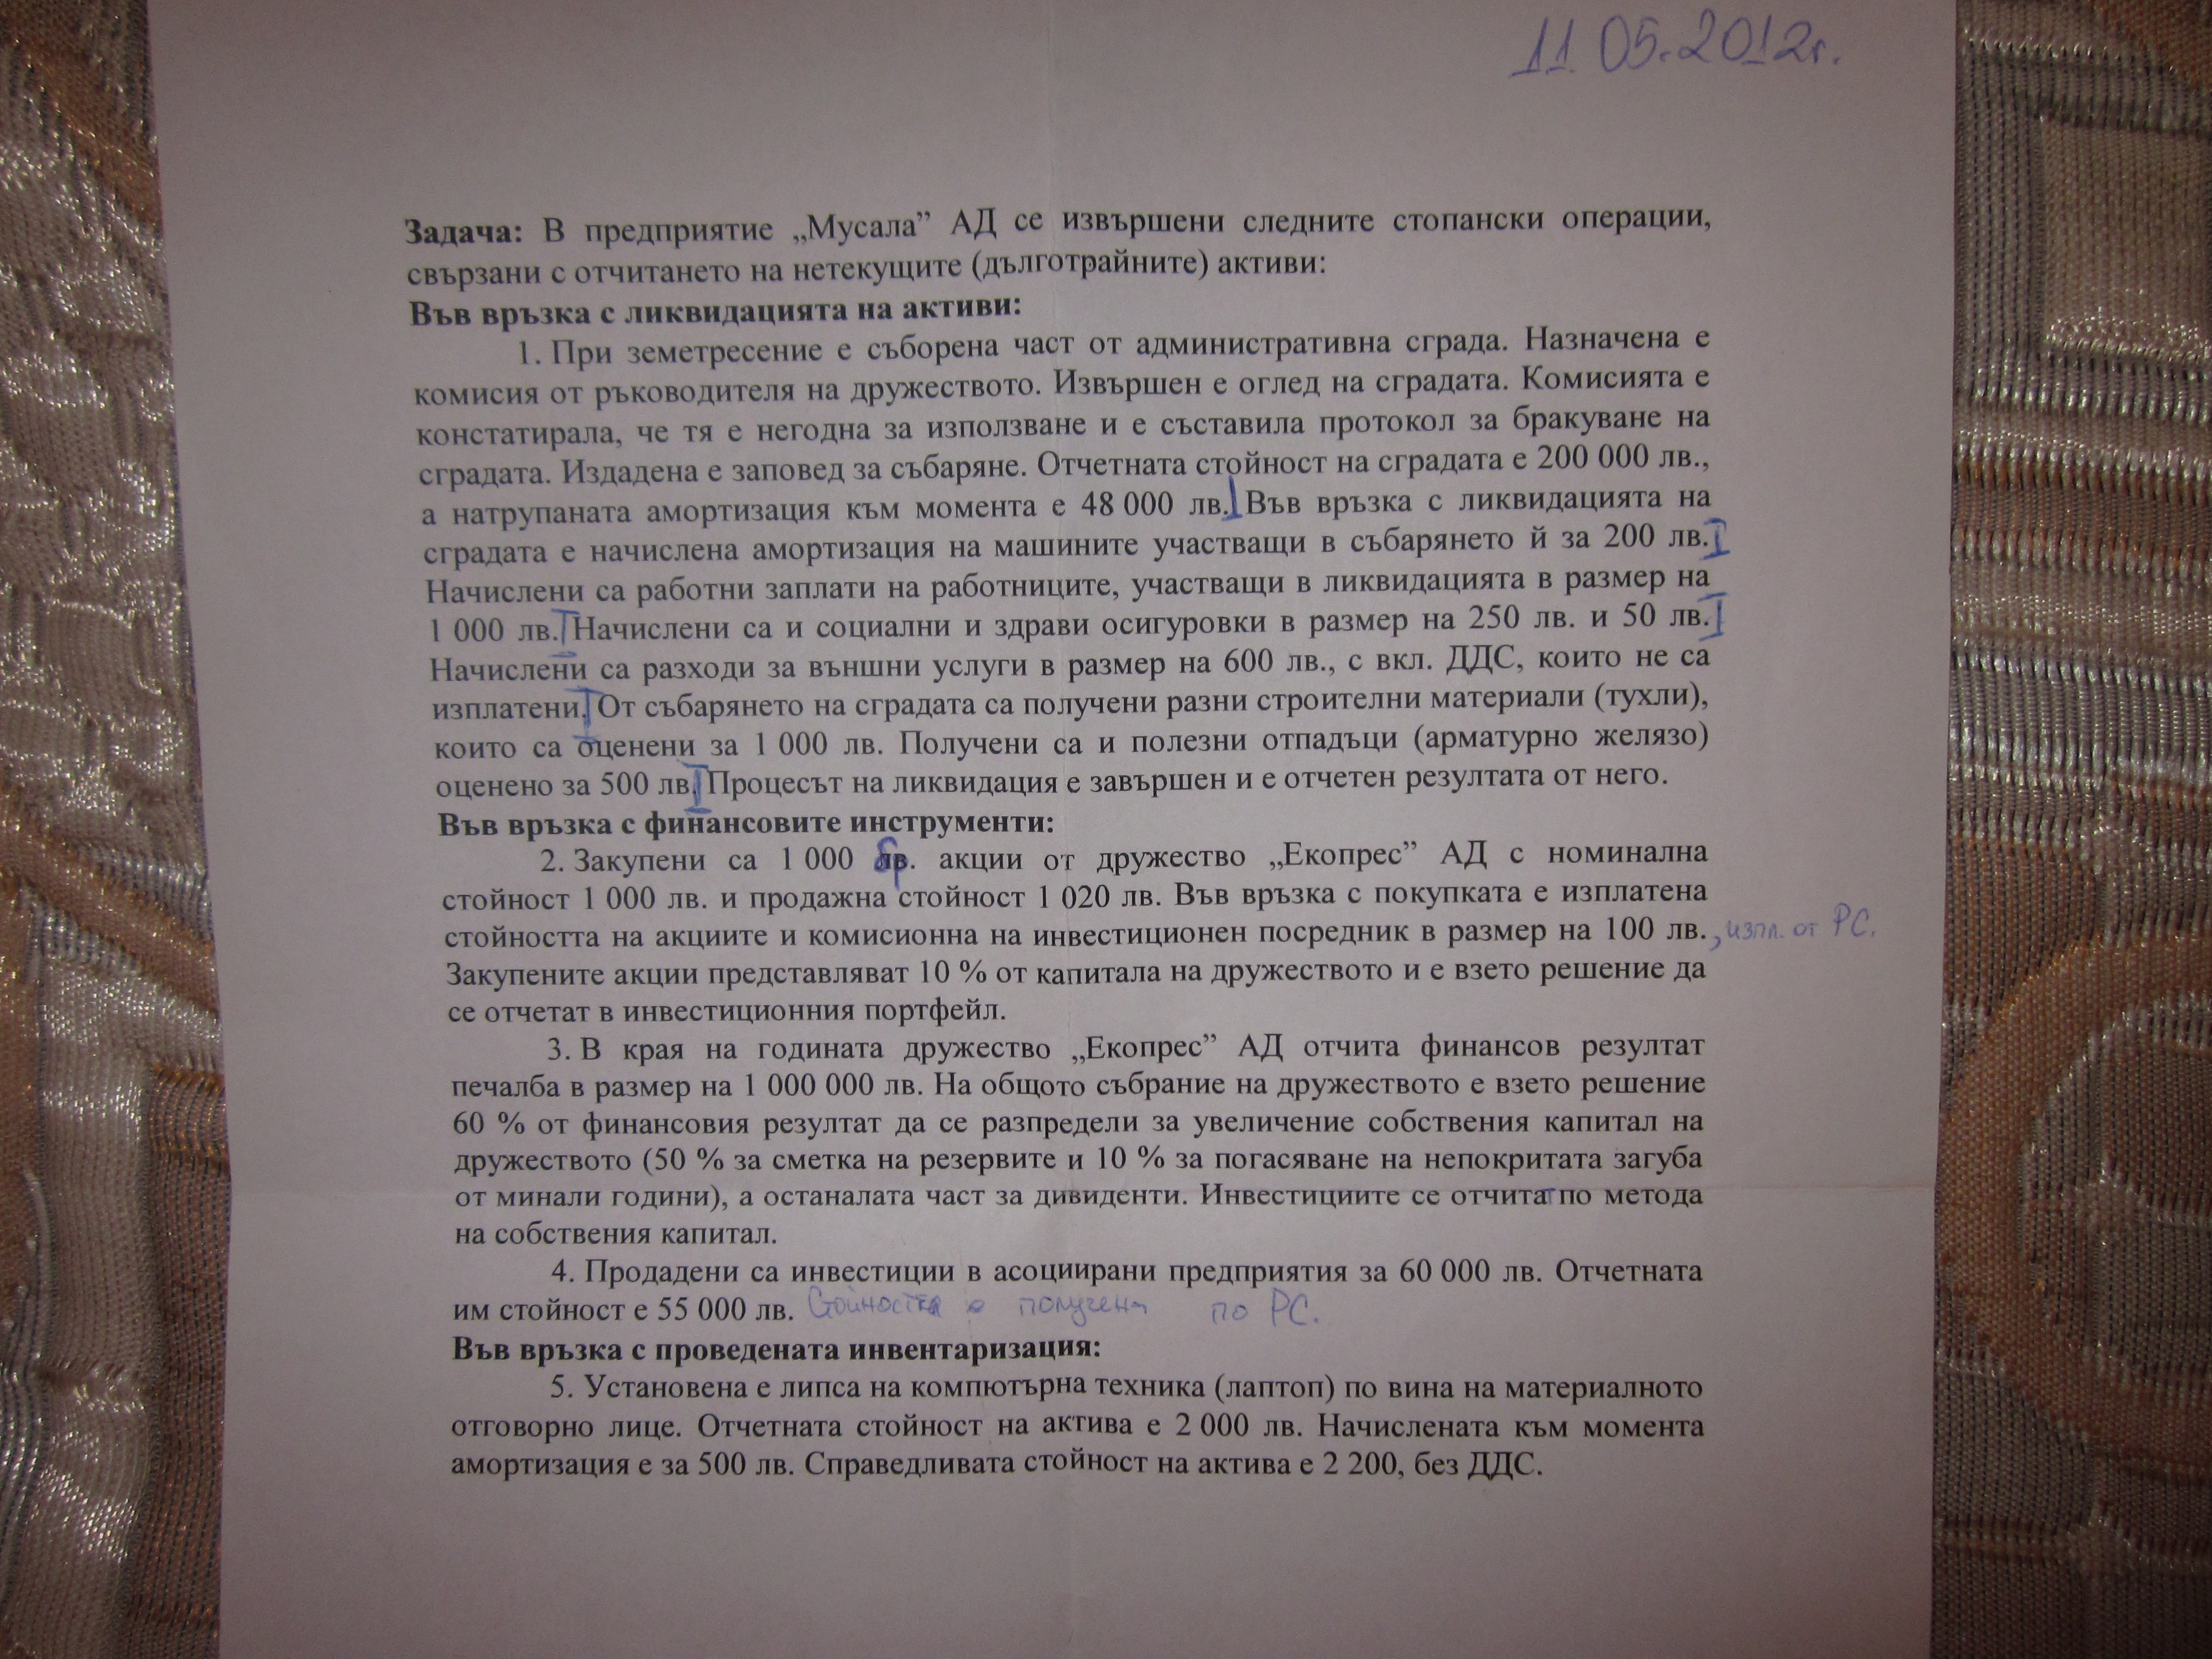 11.05.2012г.
Задача: В предприятие „Мусала” АД се извършени следните стопански операции,
свързани с отчитането на нетекущите (дълготрайните) активи:
Във връзка с ликвидацията на активи:
1. При земетресение е съборена част от административна сграда. Назначена е
комисия от ръководителя на дружеството. Извършен е оглед на сградата. Комисията е
констатирала, че тя е негодна за използване и е съставила протокол за бракуване на
сградата. Издадена е заповед за събаряне. Отчетната стойност на сградата е 200 000 лв.,
а натрупаната амортизация към момента е 48 000 лв. Във връзка с ликвидацията на
сградата е начислена амортизация на машините участващи в събарянето й за 200 лв.
Начислени са работни заплати на работниците, участващи в ликвидацията в размер на
1 000 лв. Начислени са и социални и здрави осигуровки в размер на 250 лв. и 50 лв.
Начислени са разходи за външни услуги в размер на 600 лв., с вкл. ДДС, които не са
изплатени. От събарянето на сградата са получени разни строителни материали (тухли),
които са оценени за 1 000 лв. Получени са и полезни отпадъци (арматурно желязо)
оценено за 500 лв. Процесът на ликвидация е завършен и е отчетен резултата от него.
Във връзка с финансовите инструменти:
2. Закупени са 1 000 бр. акции от дружество „Екопрес” АД с номинална
стойност 1 000 лв. и продажна стойност 1 020 лв. Във връзка с покупката е изплатена
стойността на акциите и комисионна на инвестиционен посредник в размер на 100 лв., изпл. от РС.
Закупените акции представляват 10 % от капитала на дружеството и е взето решение да
се отчетат в инвестиционния портфейл.
3. В края на годината дружество „Екопрес” АД отчита финансов резултат
печалба в размер на 1 000 000 лв. На общото събрание на дружеството е взето решение
60 % от финансовия резултат да се разпредели за увеличение собствения капитал на
дружеството (50 % за сметка на резервите и 10 % за погасяване на непокритата загуба
от минали години), а останалата част за дивиденти. Инвестициите се отчитат по метода
на собствения капитал.
4. Продадени са инвестиции в асоциирани предприятия за 60 000 лв. Отчетната
им стойност е 55 000 лв. Стойността е получена по РС.
Във връзка с проведената инвентаризация:
5. Установена е липса на компютърна техника (лаптоп) по вина на материалното
отговорно лице. Отчетната стойност на актива е 2 000 лв. Начислената към момента
амортизация е за 500 лв. Справедливата стойност на актива е 2 200, без ДДС.